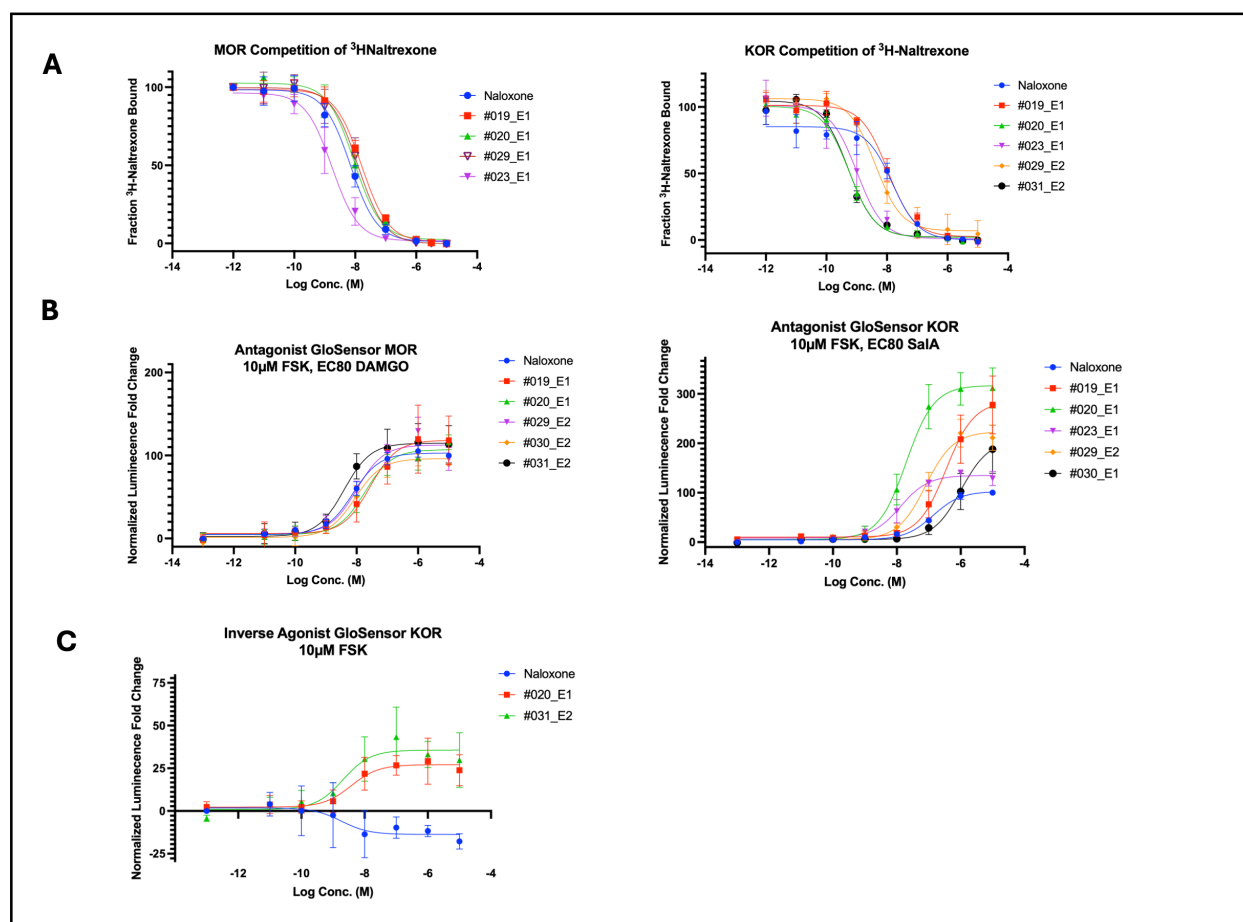 A
MOR Competition of ³HNaltrexone
Fraction ³H-Naltrexone Bound
100
50
0
-14 -12 -10 -8 -6 -4
Log Conc. (M)
Naloxone
#019_E1
#020_E1
#029_E1
#023_E1
KOR Competition of ³H-Naltrexone
Fraction ³H-Naltrexone Bound
100
50
0
-14 -12 -10 -8 -6 -4
Log Conc. (M)
Naloxone
#019_E1
#020_E1
#023_E1
#029_E2
#031_E2
B
Antagonist GloSensor MOR
10µM FSK, EC80 DAMGO
Normalized Luminecence Fold Change
200
100
0
-14 -12 -10 -8 -6 -4
Log Conc. (M)
Naloxone
#019_E1
#020_E1
#029_E2
#030_E2
#031_E2
Antagonist GloSensor KOR
10µM FSK, EC80 SalA
Normalized Luminecence Fold Change
300
200
100
0
-14 -12 -10 -8 -6 -4
Log Conc. (M)
Naloxone
#019_E1
#020_E1
#023_E1
#029_E2
#030_E1
C
Inverse Agonist GloSensor KOR
10µM FSK
Normalized Luminecence Fold Change
75
50
25
0
-25
-12 -10 -8 -6 -4
Log Conc. (M)
Naloxone
#020_E1
#031_E2